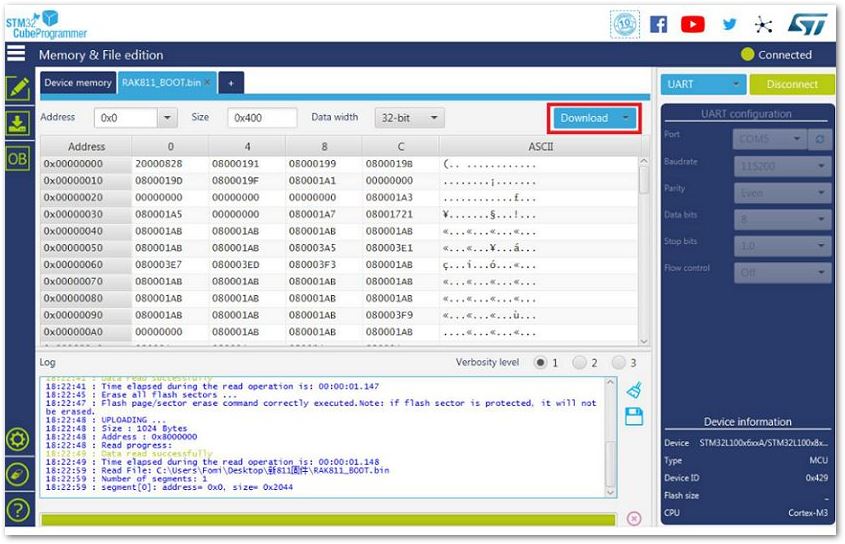 STM32
CubeProgrammer
19
ST
Memory & File edition
Connected
Device memory
RAK811_BOOT.bin ×
+
UART
Disconnect
Address 0x0 Size 0x400 Data width 32-bit Download
Address 0 4 8 C ASCII
0x00000000 20000828 08000191 08000199 0800019B (.. ............
0x00000010 0800019D 0800019F 080001A1 00000000 ........¡.......
0x00000020 00000000 00000000 00000000 080001A3 ............£...
0x00000030 080001A5 00000000 080001A7 08001721 ¥.......§...!...
0x00000040 080001AB 080001AB 080001AB 080001AB «...«...«...«...
0x00000050 080001AB 080001AB 080003A5 080003E1 «...«...¥...á...
0x00000060 080003E7 080003ED 080003F3 080001AB ç...í...ó...«...
0x00000070 080001AB 080001AB 080001AB 080001AB «...«...«...«...
0x00000080 080001AB 080001AB 080001AB 080001AB «...«...«...«...
0x00000090 080001AB 080001AB 080001AB 080003F9 «...«...«...ù...
0x000000A0 00000000 080001AB 080001AB 080001AB ....«...«...«...
UART configuration
Port COM5
Baudrate 115200
Parity Even
Data bits 8
Stop bits 1.0
Flow control Off
OB
Log
Verbosity level 1 2 3
18:22:41 : Data read successfully
18:22:41 : Time elapsed during the read operation is: 00:00:01.147
18:22:45 : Erase all flash sectors ...
18:22:47 : Flash page/sector erase command correctly executed.Note: if flash sector is protected, it will not
be erased.
18:22:48 : UPLOADING ...
18:22:48 : Size : 1024 Bytes
18:22:48 : Address : 0x8000000
18:22:48 : Read progress:
18:22:49 : Data read successfully
18:22:49 : Time elapsed during the read operation is: 00:00:01.148
18:22:59 : Read File: C:\Users\Fomi\Desktop\新811固件\RAK811_BOOT.bin
18:22:59 : Number of segments: 1
18:22:59 : segment[0]: address= 0x0, size= 0x2044
Device information
Device STM32L100x6xxA/STM32L100x8x...
Type MCU
Device ID 0x429
Flash size _
CPU Cortex-M3
?